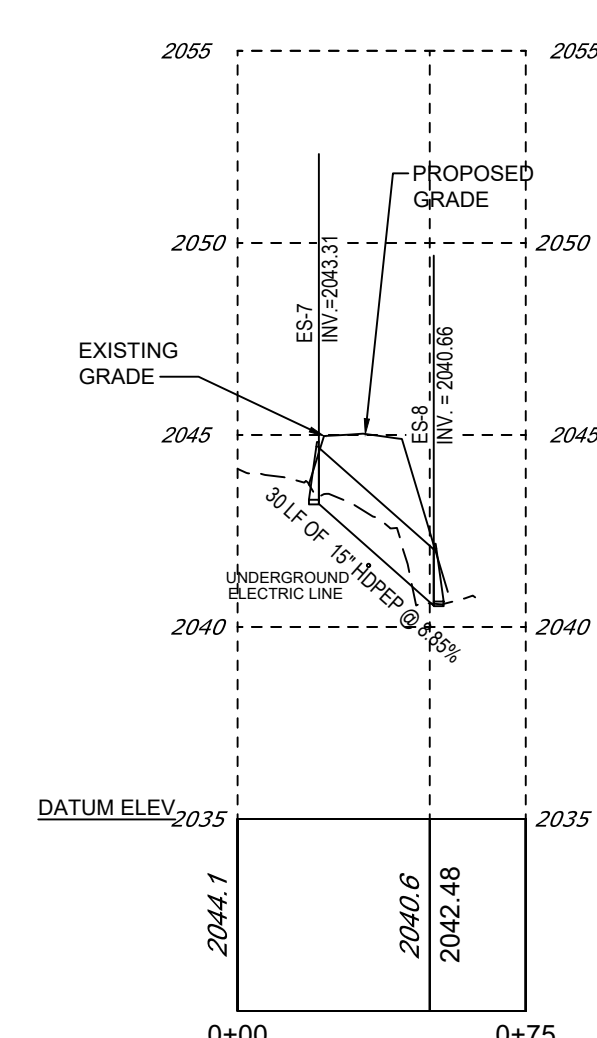 2055
2055
PROPOSED
GRADE
2050
2050
ES-7
INV.=2043.31
EXISTING
GRADE
ES-8
INV. = 2040.66
2045
2045
30 LF OF 15" HDPEP @ 8.85%
UNDERGROUND
ELECTRIC LINE
2040
2040
DATUM ELEV
2035
2035
2044.1
2040.6
2042.48
0+00
0+75